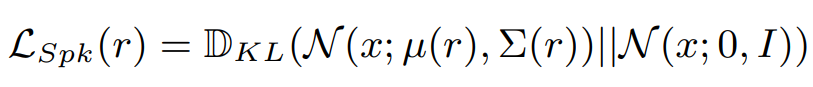 ℒ_{Spk}(r) = 𝔻_{KL}(𝒩(x; μ(r), Σ(r))||𝒩(x; 0, I))